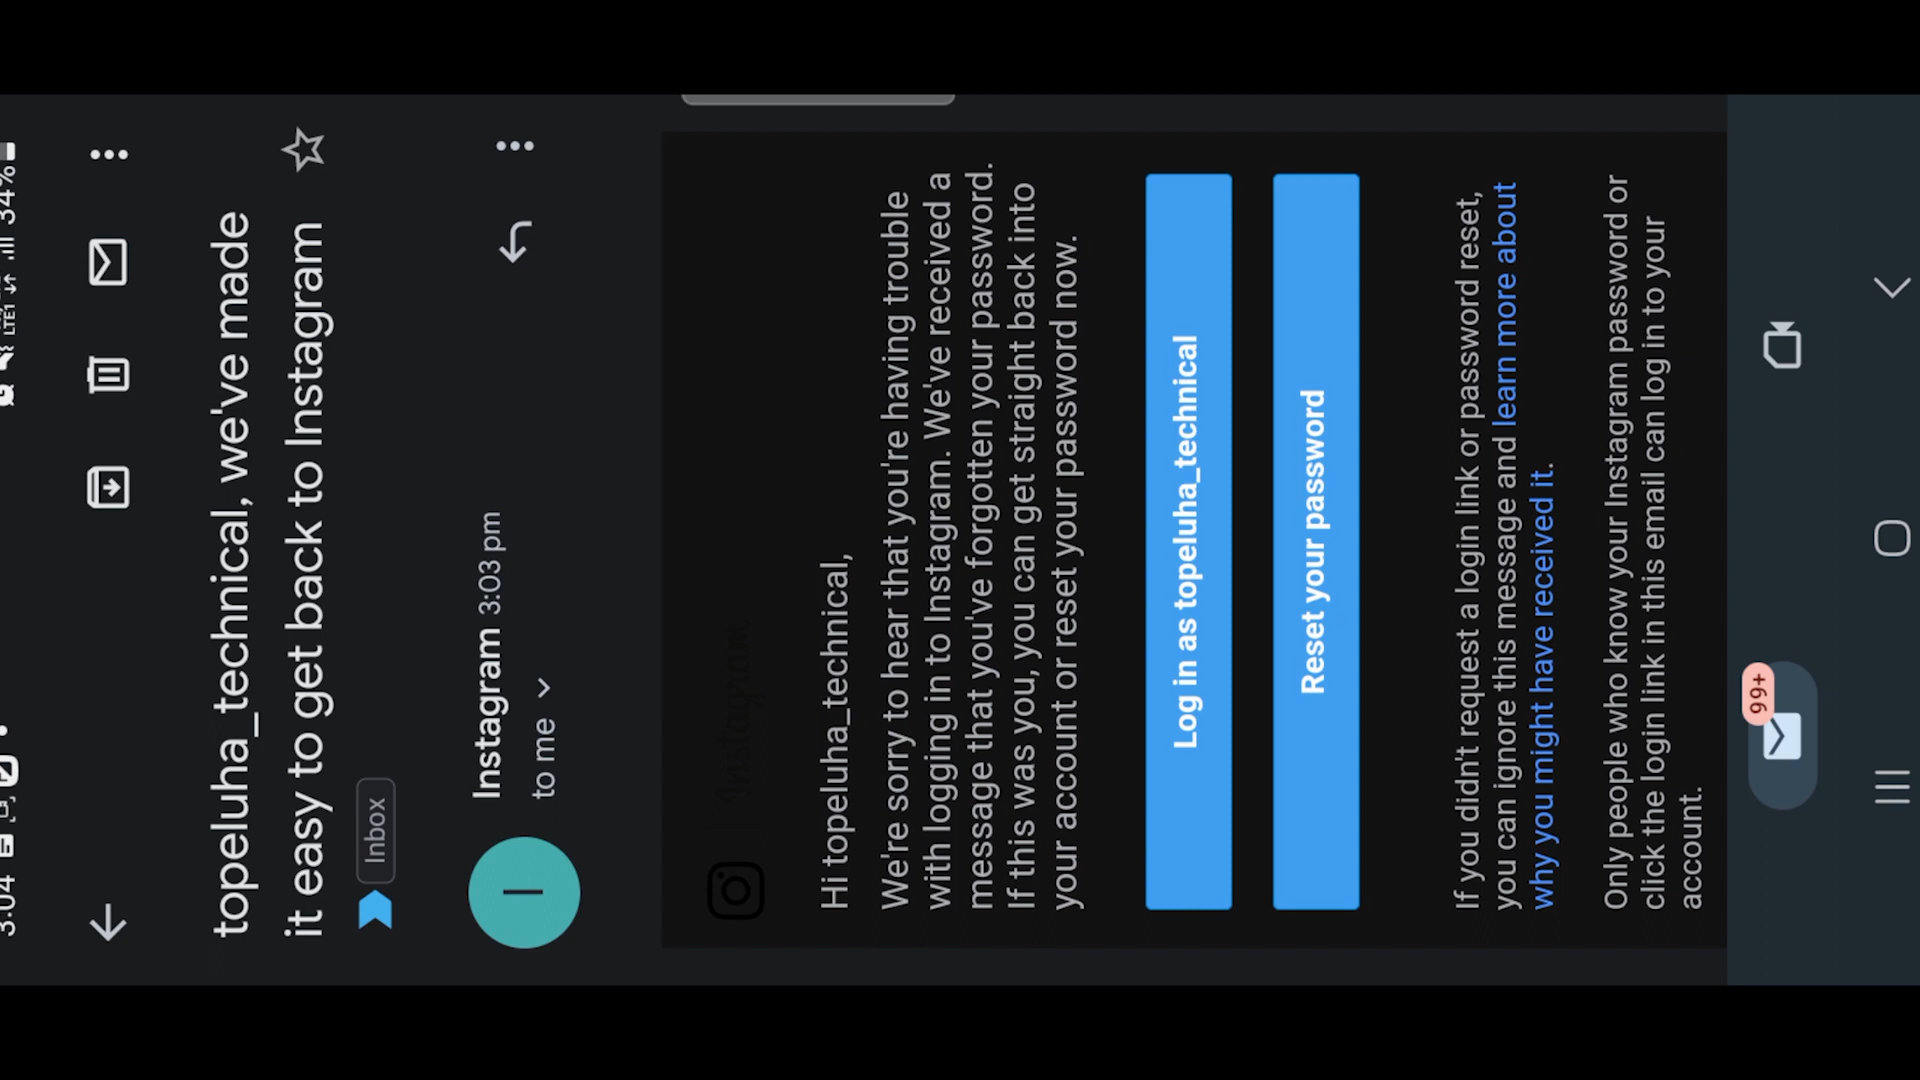 3:04
LTE1
34%
topeluha_technical, we've made
it easy to get back to Instagram
Inbox
I
Instagram 3:03 pm
to me
Instagram
Hi topeluha_technical,
We're sorry to hear that you're having trouble
with logging in to Instagram. We've received a
message that you've forgotten your password.
If this was you, you can get straight back into
your account or reset your password now.
Log in as topeluha_technical
Reset your password
If you didn't request a login link or password reset,
you can ignore this message and learn more about
why you might have received it.
Only people who know your Instagram password or
click the login link in this email can log in to your
account.
99+